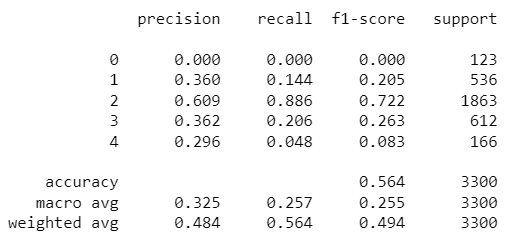 precision recall f1-score support
0 0.000 0.000 0.000 123
1 0.360 0.144 0.205 536
2 0.609 0.886 0.722 1863
3 0.362 0.206 0.263 612
4 0.296 0.048 0.083 166
accuracy 0.564 3300
macro avg 0.325 0.257 0.255 3300
weighted avg 0.484 0.564 0.494 3300